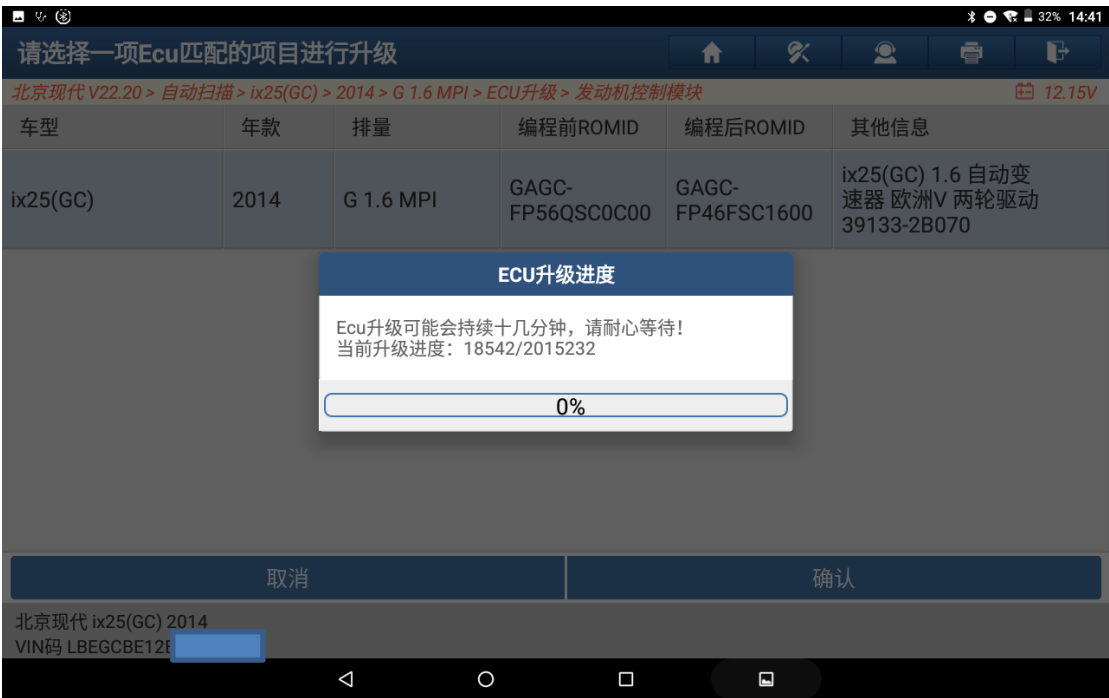 32% 14:41
请选择一项Ecu匹配的项目进行升级
北京现代 V22.20 > 自动扫描 > ix25(GC) > 2014 > G 1.6 MPI > ECU升级 > 发动机控制模块 12.15V
车型 年款 排量 编程前ROMID 编程后ROMID 其他信息
ix25(GC) 2014 G 1.6 MPI
GAGC-
FP56QSC0C00
GAGC-
FP46FSC1600
ix25(GC) 1.6 自动变
速器 欧洲V 两轮驱动
39133-2B070
ECU升级进度
Ecu升级可能会持续十几分钟，请耐心等待！
当前升级进度：18542/2015232
0%
取消 确认
北京现代 ix25(GC) 2014
VIN码 LBEGCBE12